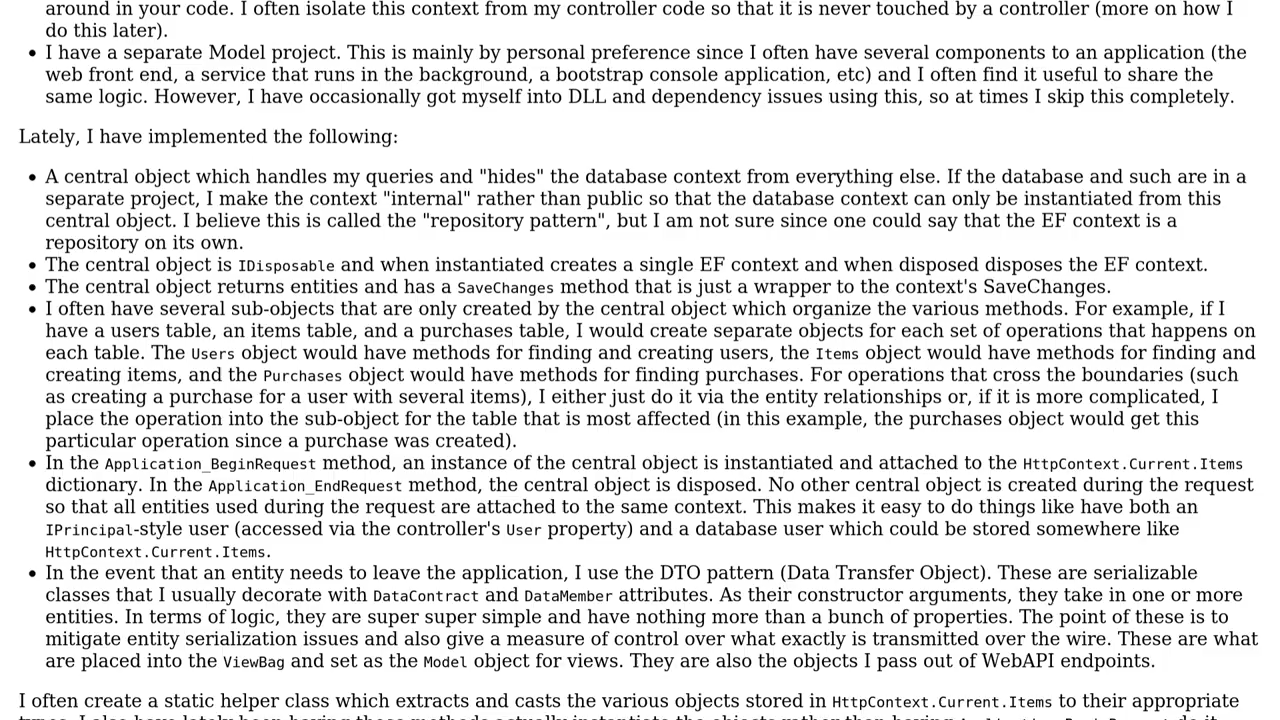 around in your code. I often isolate this context from my controller code so that it is never touched by a controller (more on how I
do this later).
• I have a separate Model project. This is mainly by personal preference since I often have several components to an application (the
web front end, a service that runs in the background, a bootstrap console application, etc) and I often find it useful to share the
same logic. However, I have occasionally got myself into DLL and dependency issues using this, so at times I skip this completely.
Lately, I have implemented the following:
• A central object which handles my queries and "hides" the database context from everything else. If the database and such are in a
separate project, I make the context "internal" rather than public so that the database context can only be instantiated from this
central object. I believe this is called the "repository pattern", but I am not sure since one could say that the EF context is a
repository on its own.
• The central object is IDisposable and when instantiated creates a single EF context and when disposed disposes the EF context.
• The central object returns entities and has a SaveChanges method that is just a wrapper to the context's SaveChanges.
• I often have several sub-objects that are only created by the central object which organize the various methods. For example, if I
have a users table, an items table, and a purchases table, I would create separate objects for each set of operations that happens on
each table. The Users object would have methods for finding and creating users, the Items object would have methods for finding and
creating items, and the Purchases object would have methods for finding purchases. For operations that cross the boundaries (such
as creating a purchase for a user with several items), I either just do it via the entity relationships or, if it is more complicated, I
place the operation into the sub-object for the table that is most affected (in this example, the purchases object would get this
particular operation since a purchase was created).
• In the Application_BeginRequest method, an instance of the central object is instantiated and attached to the HttpContext.Current.Items
dictionary. In the Application_EndRequest method, the central object is disposed. No other central object is created during the request
so that all entities used during the request are attached to the same context. This makes it easy to do things like have both an
IPrincipal-style user (accessed via the controller's User property) and a database user which could be stored somewhere like
HttpContext.Current.Items.
• In the event that an entity needs to leave the application, I use the DTO pattern (Data Transfer Object). These are serializable
classes that I usually decorate with DataContract and DataMember attributes. As their constructor arguments, they take in one or more
entities. In terms of logic, they are super super simple and have nothing more than a bunch of properties. The point of these is to
mitigate entity serialization issues and also give a measure of control over what exactly is transmitted over the wire. These are what
are placed into the ViewBag and set as the Model object for views. They are also the objects I pass out of WebAPI endpoints.
I often create a static helper class which extracts and casts the various objects stored in HttpContext.Current.Items to their appropriate